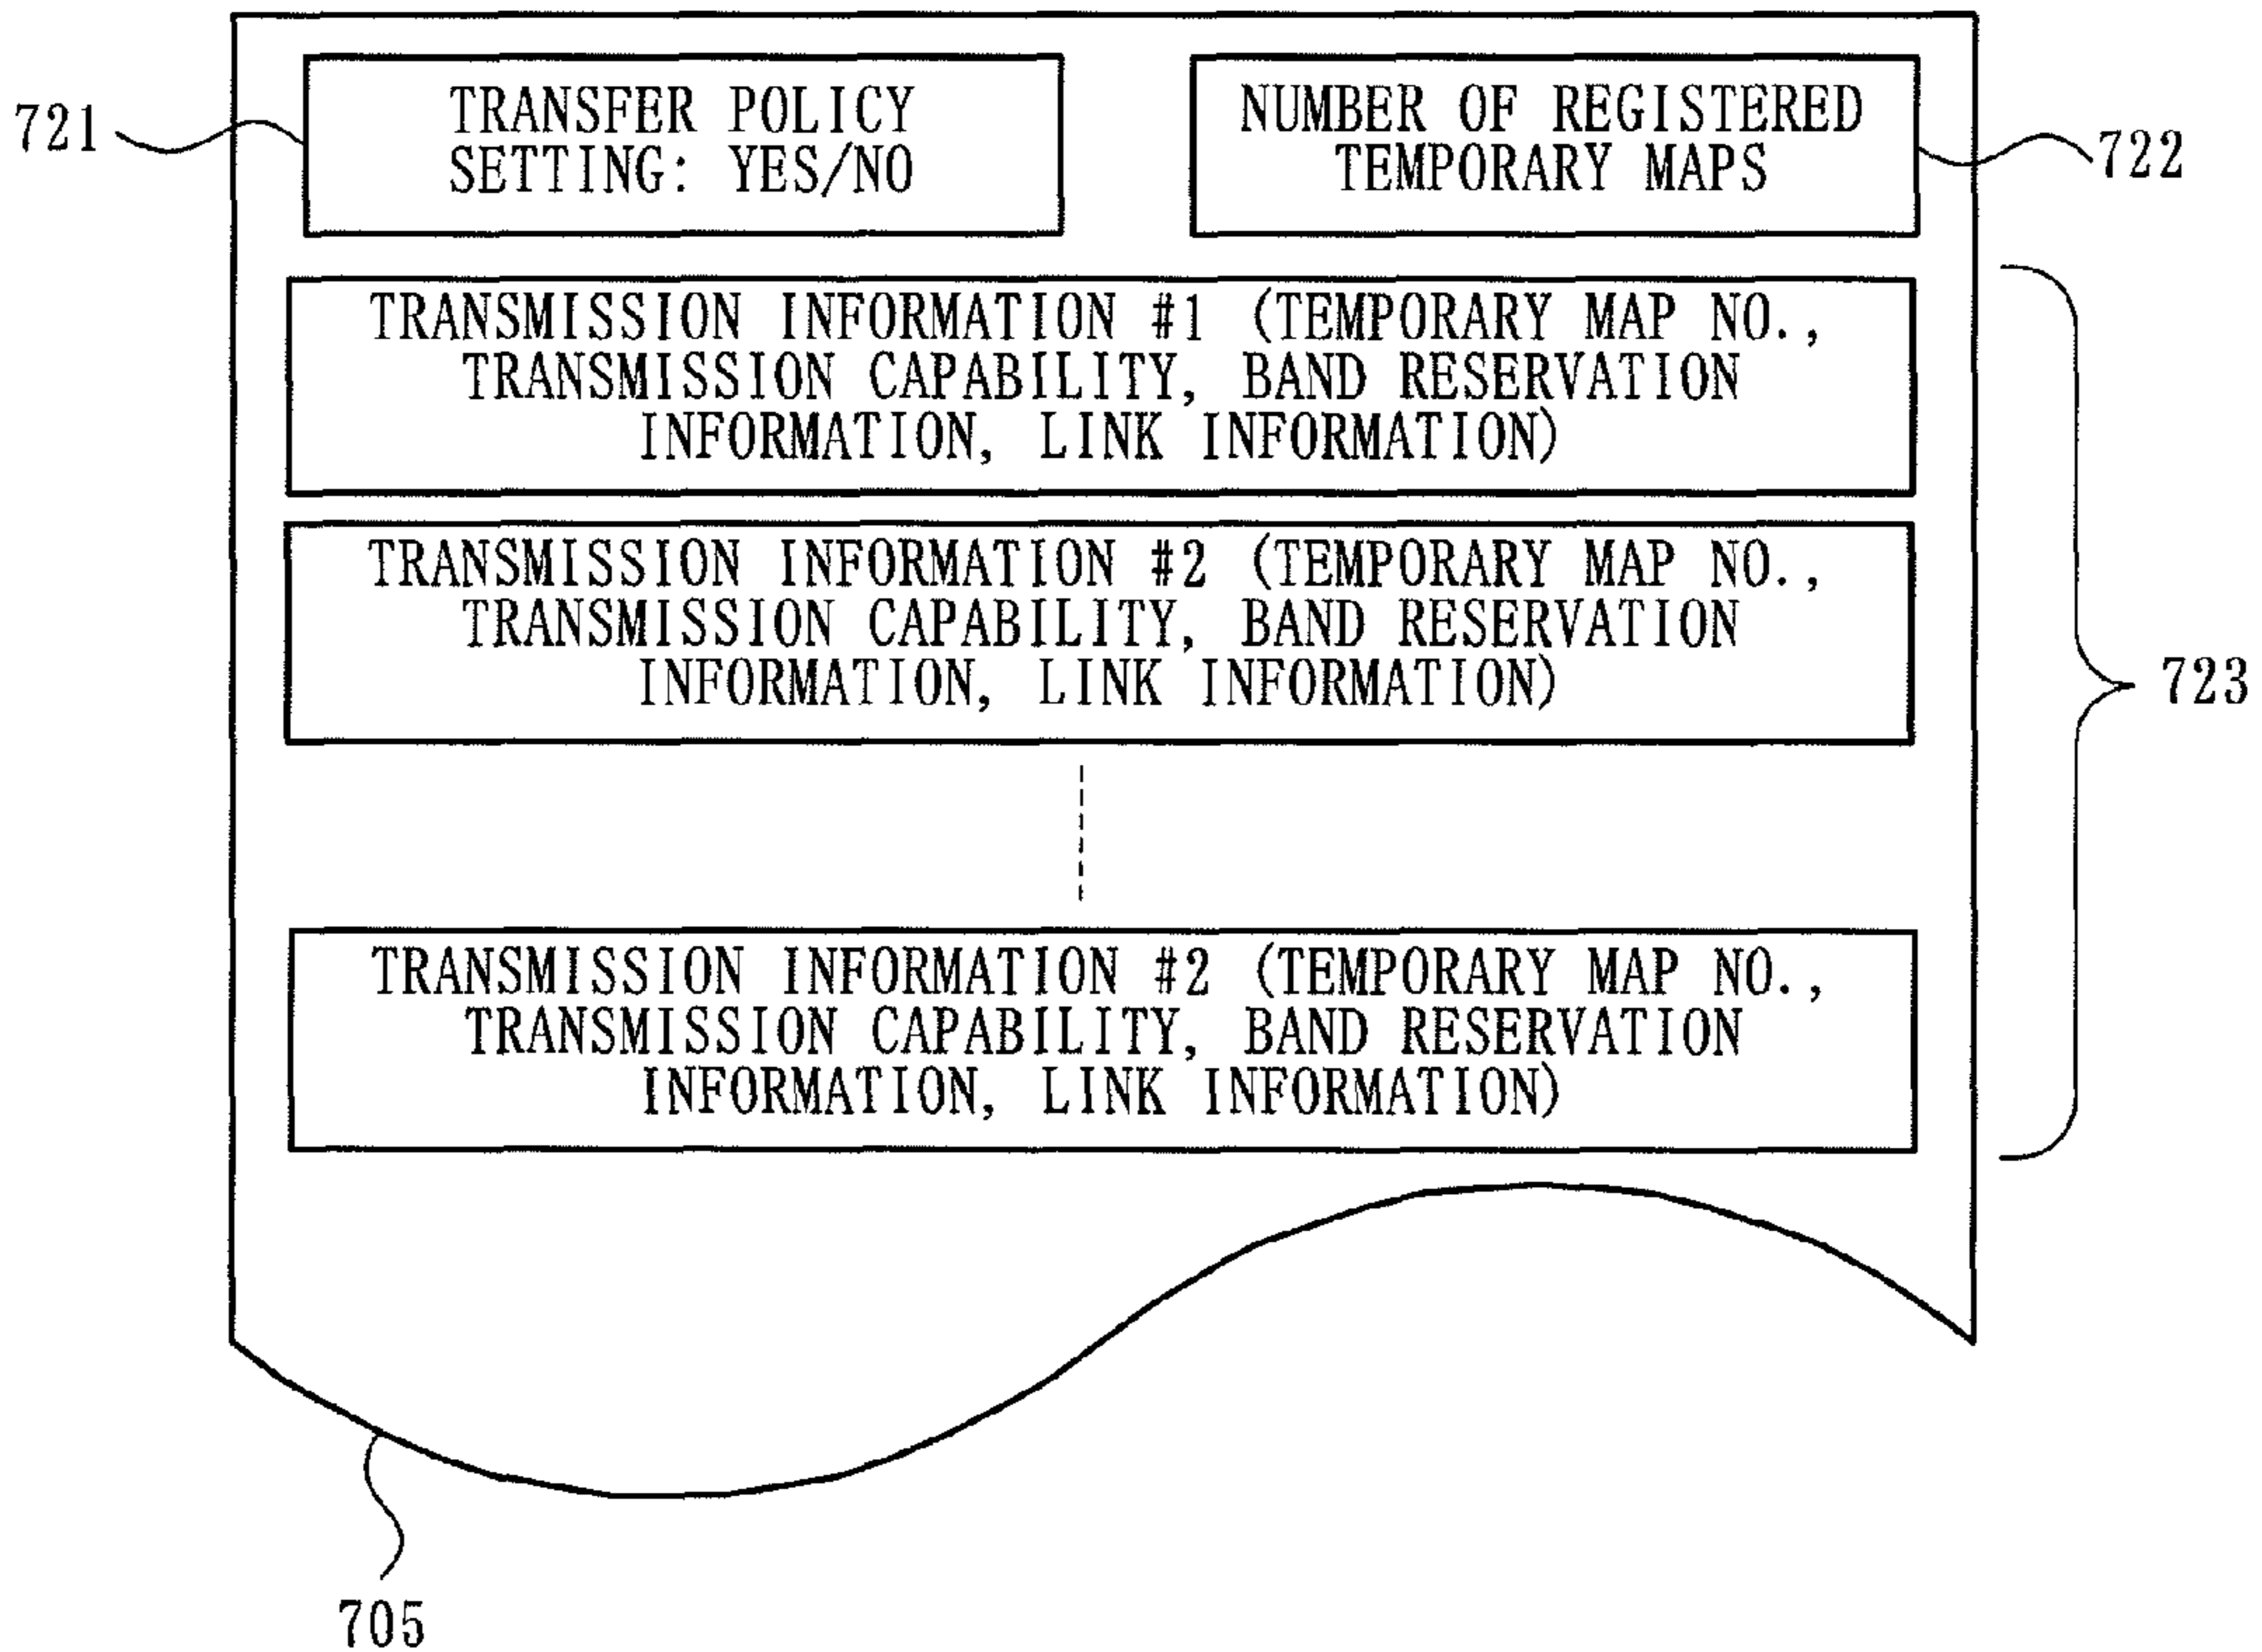 721
TRANSFER POLICY
SETTING: YES/NO
NUMBER OF REGISTERED
TEMPORARY MAPS
722
TRANSMISSION INFORMATION #1 (TEMPORARY MAP NO.,
TRANSMISSION CAPABILITY, BAND RESERVATION
INFORMATION, LINK INFORMATION)
TRANSMISSION INFORMATION #2 (TEMPORARY MAP NO.,
TRANSMISSION CAPABILITY, BAND RESERVATION
INFORMATION, LINK INFORMATION)
723
TRANSMISSION INFORMATION #2 (TEMPORARY MAP NO.,
TRANSMISSION CAPABILITY, BAND RESERVATION
INFORMATION, LINK INFORMATION)
705